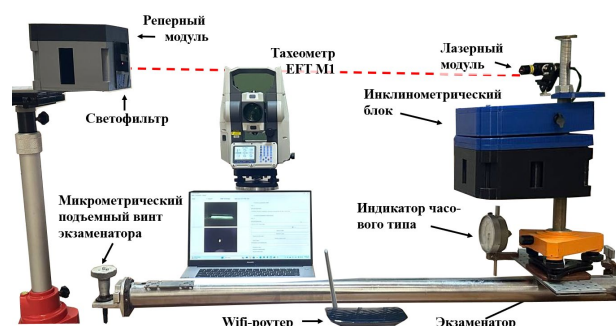 Реперный
модуль
Тахеометр
EFT M1
Лазерный
модуль
Инклинометрический
блок
Светофильтр
Микрометрический
подъемный винт
экзаменатора
Индикатор часо-
вого типа
Wifi-роутер
Экзаменатор